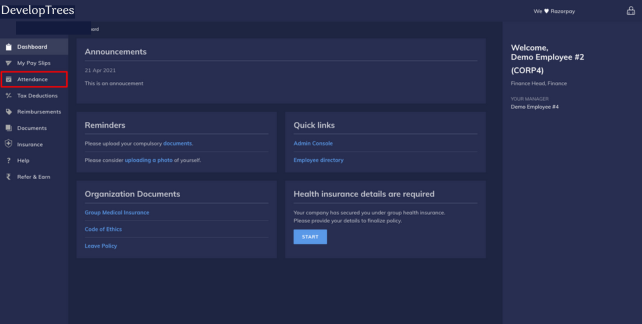 DevelopTrees
We ♥ Razorpay
Dashboard
My Pay Slips
Attendance
Tax Deductions
Reimbursements
Documents
Insurance
Help
Refer & Earn
Announcements
21 Apr 2021
This is an annoucement
Reminders
Please upload your compulsory documents.
Please consider uploading a photo of yourself.
Quick links
Admin Console
Employee directory
Organization Documents
Group Medical Insurance
Code of Ethics
Leave Policy
Health insurance details are required
Your company has secured you under group health insurance.
Please provide your details to finalize policy.
START
Welcome,
Demo Employee #2
(CORP4)
Finance Head, Finance
YOUR MANAGER
Demo Employee #4